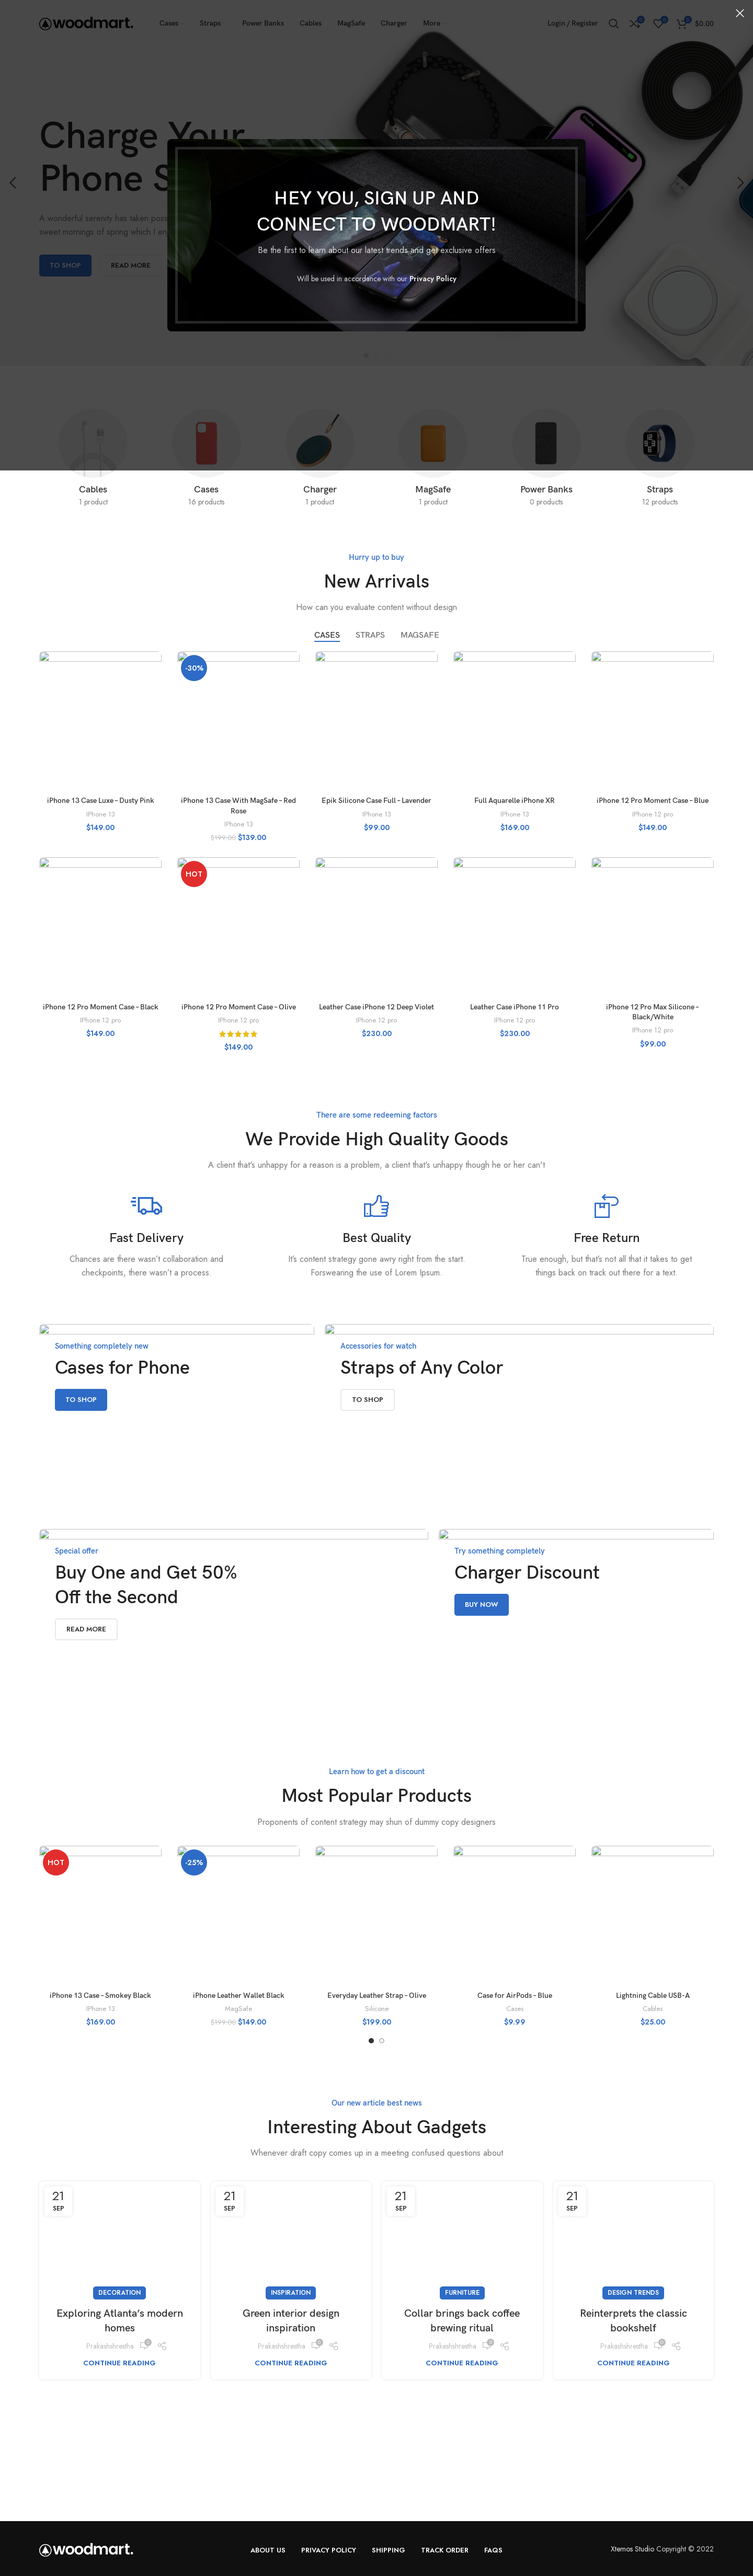 woodmart.
Cases
Straps
Power Banks
Cables
MagSafe
Charger
More
Login / Register
0
0
0
$0.00
Charge Your
Phone S
A wonderful serenity has taken poss
sweet mornings of spring which I en
TO SHOP
READ MORE
HEY YOU, SIGN UP AND
CONNECT TO WOODMART!
Be the first to learn about our latest trends and get exclusive offers
Will be used in accordance with our Privacy Policy
Cables
1 product
Cases
16 products
Charger
1 product
MagSafe
1 product
Power Banks
0 products
Straps
12 products
Hurry up to buy
New Arrivals
How can you evaluate content without design
CASES
STRAPS
MAGSAFE
iPhone 13 Case Luxe – Dusty Pink
IPhone 13
$149.00
-30%
iPhone 13 Case With MagSafe – Red
Rose
IPhone 13
$199.00 $139.00
Epik Silicone Case Full – Lavender
IPhone 13
$99.00
Full Aquarelle iPhone XR
IPhone 13
$169.00
iPhone 12 Pro Moment Case – Blue
IPhone 12 pro
$149.00
iPhone 12 Pro Moment Case – Black
IPhone 12 pro
$149.00
HOT
iPhone 12 Pro Moment Case – Olive
IPhone 12 pro
$149.00
Leather Case iPhone 12 Deep Violet
IPhone 12 pro
$230.00
Leather Case iPhone 11 Pro
IPhone 12 pro
$230.00
iPhone 12 Pro Max Silicone –
Black/White
IPhone 12 pro
$99.00
There are some redeeming factors
We Provide High Quality Goods
A client that's unhappy for a reason is a problem, a client that's unhappy though he or her can't
Fast Delivery
Chances are there wasn't collaboration and
checkpoints, there wasn't a process.
Best Quality
It's content strategy gone awry right from the start.
Forswearing the use of Lorem Ipsum.
Free Return
True enough, but that's not all that it takes to get
things back on track out there for a text.
Something completely new
Cases for Phone
TO SHOP
Accessories for watch
Straps of Any Color
TO SHOP
Special offer
Buy One and Get 50%
Off the Second
READ MORE
Try something completely
Charger Discount
BUY NOW
Learn how to get a discount
Most Popular Products
Proponents of content strategy may shun of dummy copy designers
HOT
iPhone 13 Case – Smokey Black
IPhone 13
$169.00
-25%
iPhone Leather Wallet Black
MagSafe
$199.00 $149.00
Everyday Leather Strap – Olive
Silicone
$199.00
Case for AirPods – Blue
Cases
$9.99
Lightning Cable USB-A
Cables
$25.00
Our new article best news
Interesting About Gadgets
Whenever draft copy comes up in a meeting confused questions about
21
SEP
DECORATION
Exploring Atlanta's modern
homes
Prakashshrestha
0
CONTINUE READING
21
SEP
INSPIRATION
Green interior design
inspiration
Prakashshrestha
0
CONTINUE READING
21
SEP
FURNITURE
Collar brings back coffee
brewing ritual
Prakashshrestha
0
CONTINUE READING
21
SEP
DESIGN TRENDS
Reinterprets the classic
bookshelf
Prakashshrestha
0
CONTINUE READING
woodmart.
ABOUT US
PRIVACY POLICY
SHIPPING
TRACK ORDER
FAQS
Xtemos Studio Copyright © 2022